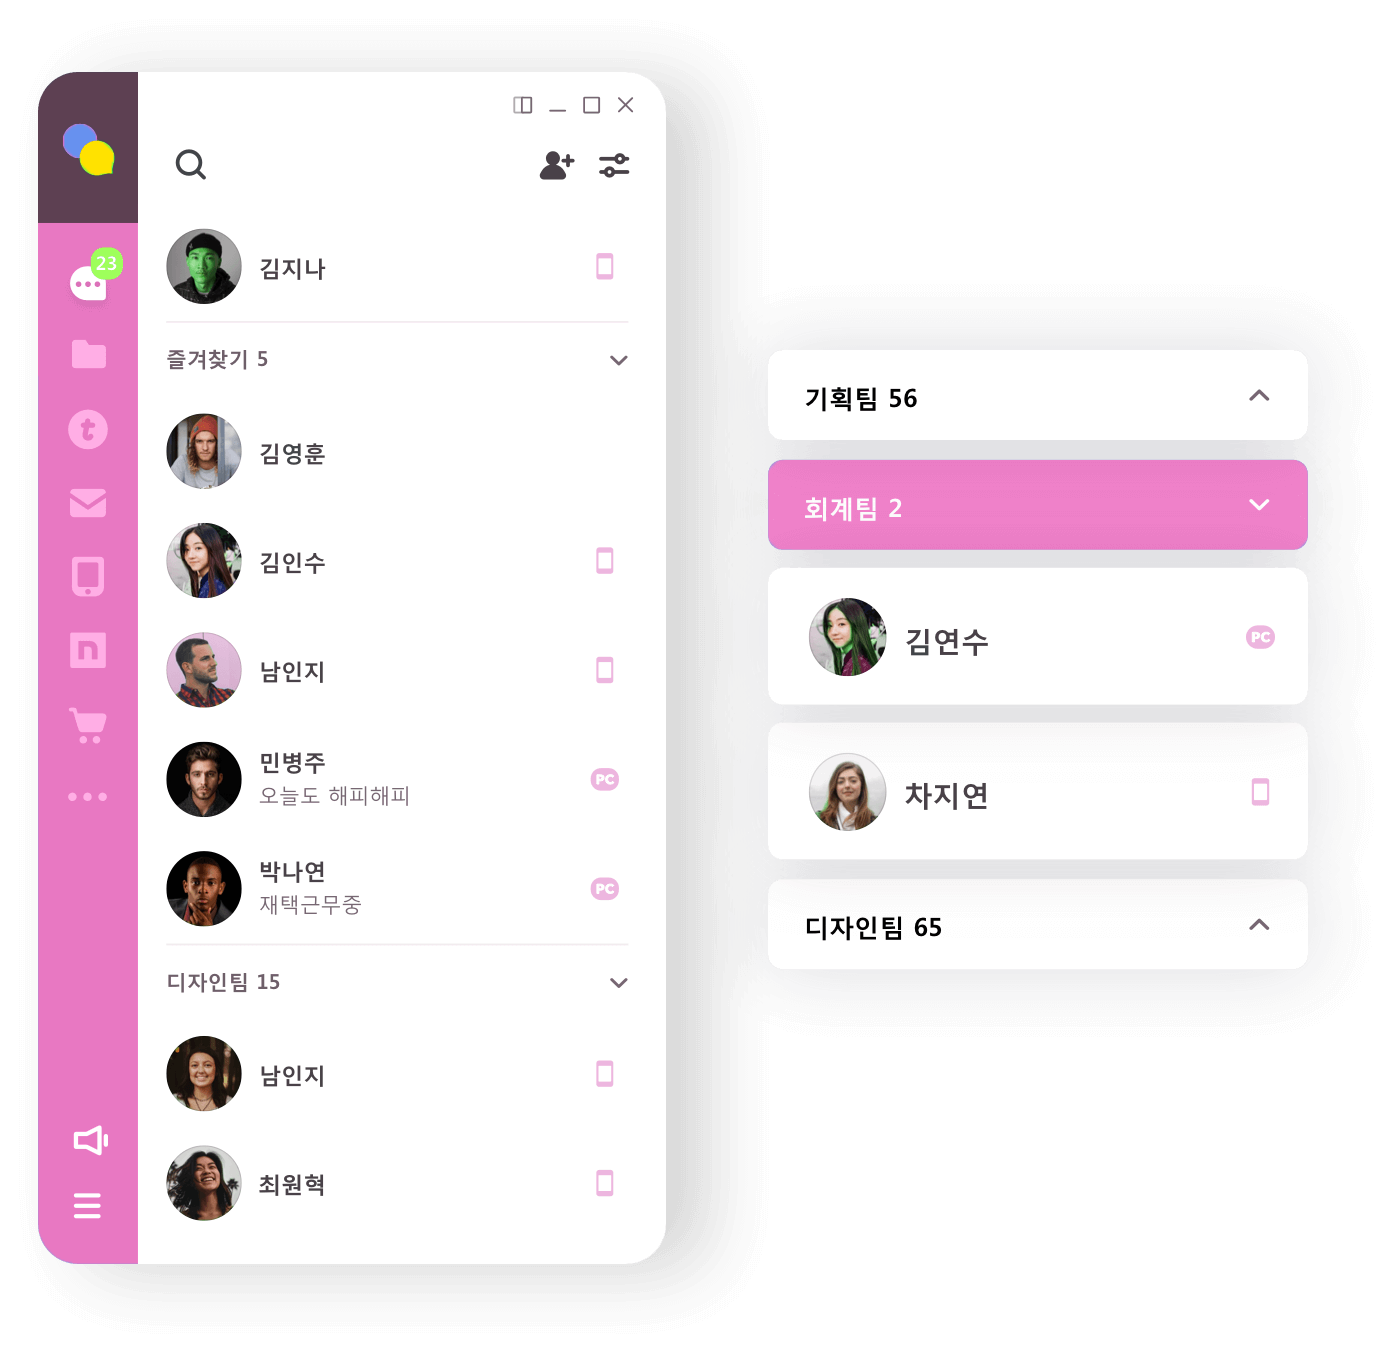 23
t
n
김지나
즐겨찾기 5
김영훈
김인수
남인지
민병주
오늘도 해피해피
PC
박나연
재택근무중
PC
디자인팀 15
남인지
최원혁
기획팀 56
회계팀 2
김연수
PC
차지연
디자인팀 65